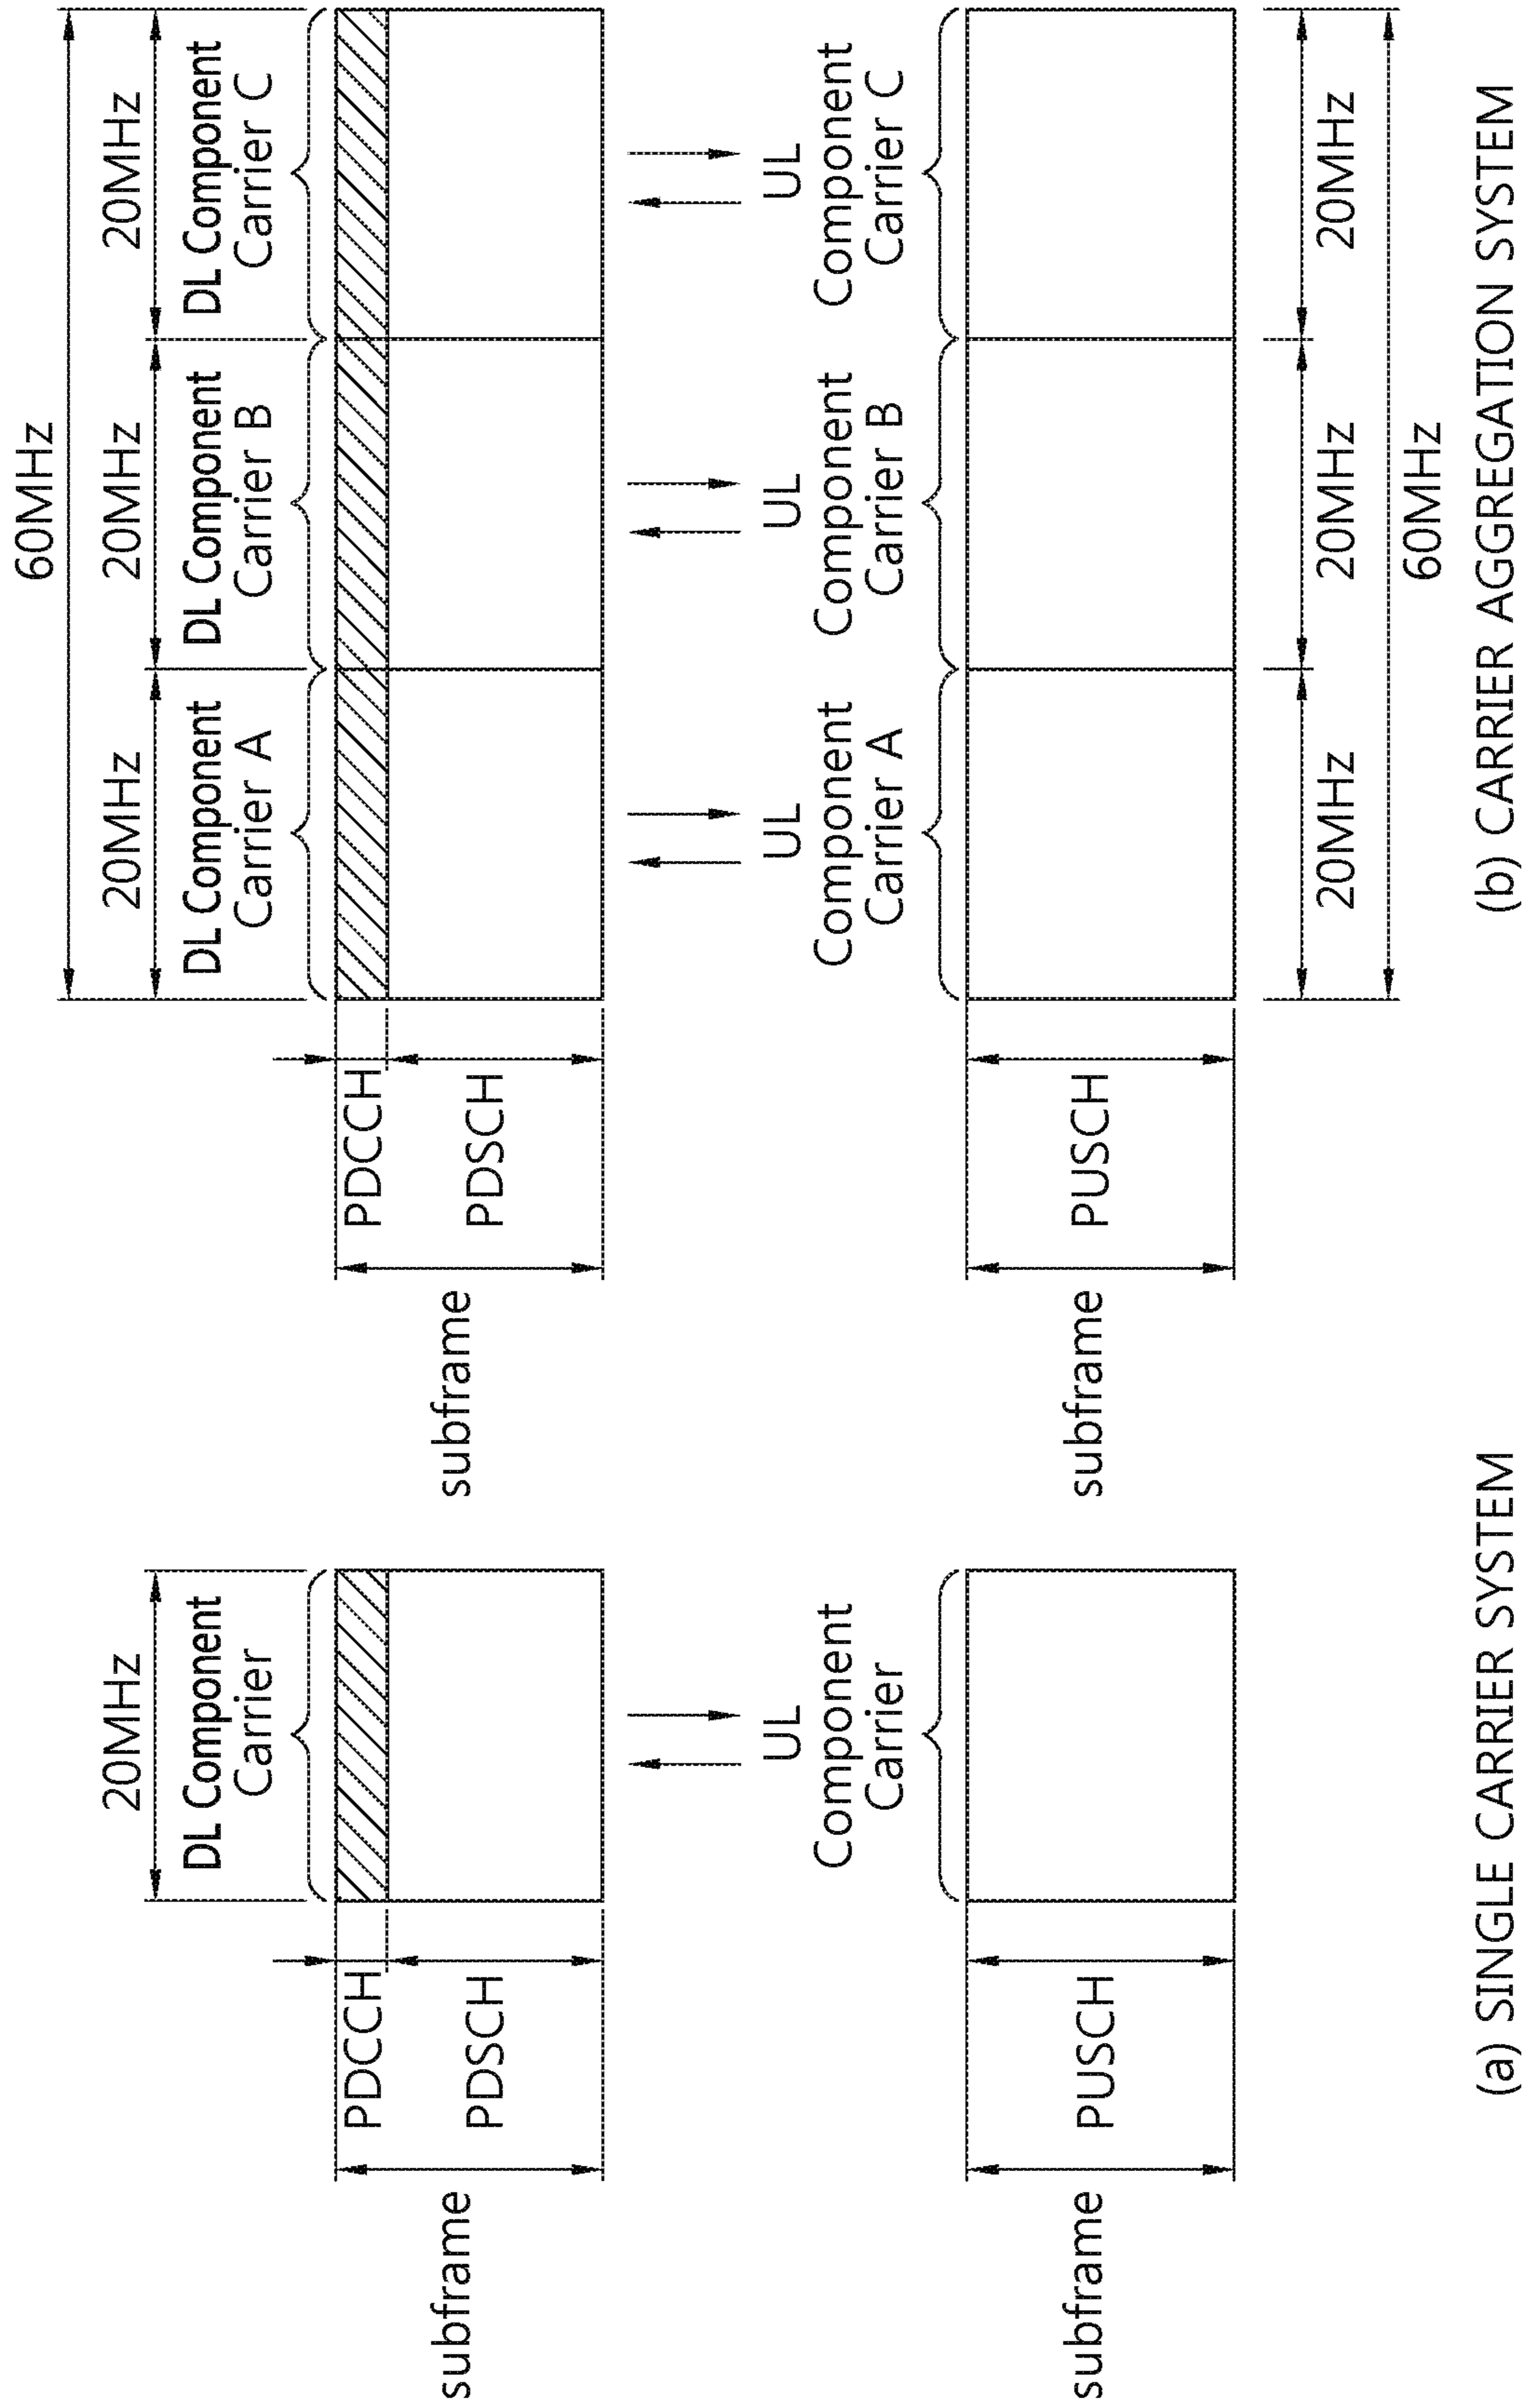 20MHz
DL Component
Carrier
subframe
PDCCH
PDSCH
UL
Component
Carrier
subframe
PUSCH
(a) SINGLE CARRIER SYSTEM
60MHz
20MHz
20MHz
20MHz
DL Component
Carrier A
DL Component
Carrier B
DL Component
Carrier C
subframe
PDCCH
PDSCH
UL
Component
Carrier A
UL
Component
Carrier B
UL
Component
Carrier C
subframe
PUSCH
20MHz
20MHz
20MHz
60MHz
(b) CARRIER AGGREGATION SYSTEM